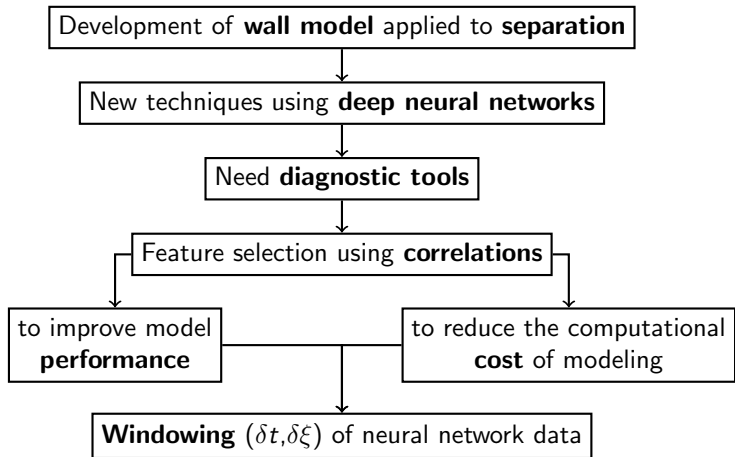 Development of wall model applied to separation
New techniques using deep neural networks
Need diagnostic tools
Feature selection using correlations
to improve model
performance
to reduce the computational
cost of modeling
Windowing (δt,δξ) of neural network data